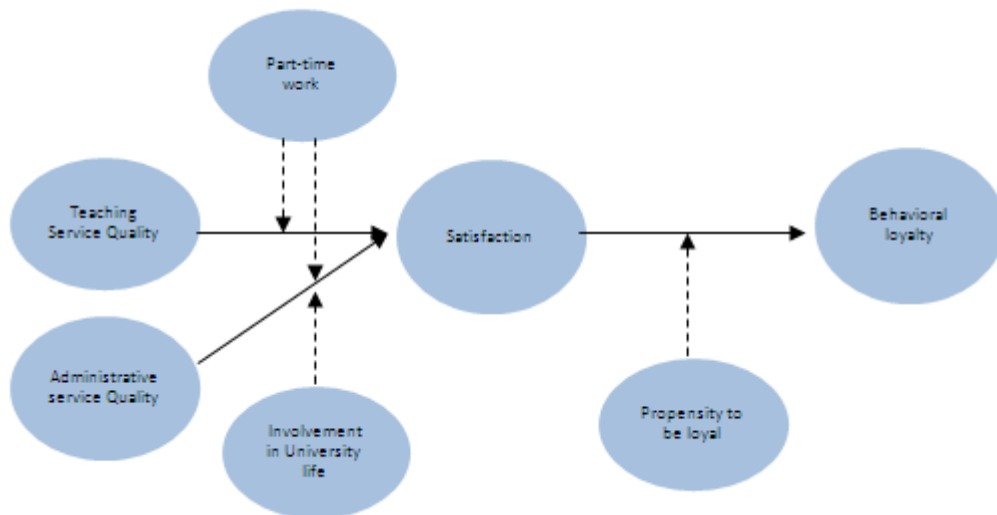 Part-time
work
Teaching
Service Quality
Satisfaction
Behavioral
loyalty
Administrative
service Quality
Involvement
in University
life
Propensity to
be loyal